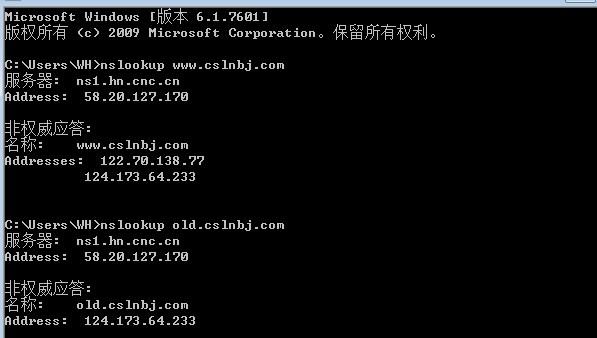 Microsoft Windows [版本 6.1.7601]
版权所有 (c) 2009 Microsoft Corporation。保留所有权利。
C:\Users\WH>nslookup www.cslnbj.com
服务器:  ns1.hn.cnc.cn
Address:  58.20.127.170
非权威应答:
名称:    www.cslnbj.com
Addresses:  122.70.138.77
          124.173.64.233
C:\Users\WH>nslookup old.cslnbj.com
服务器:  ns1.hn.cnc.cn
Address:  58.20.127.170
非权威应答:
名称:    old.cslnbj.com
Address:  124.173.64.233